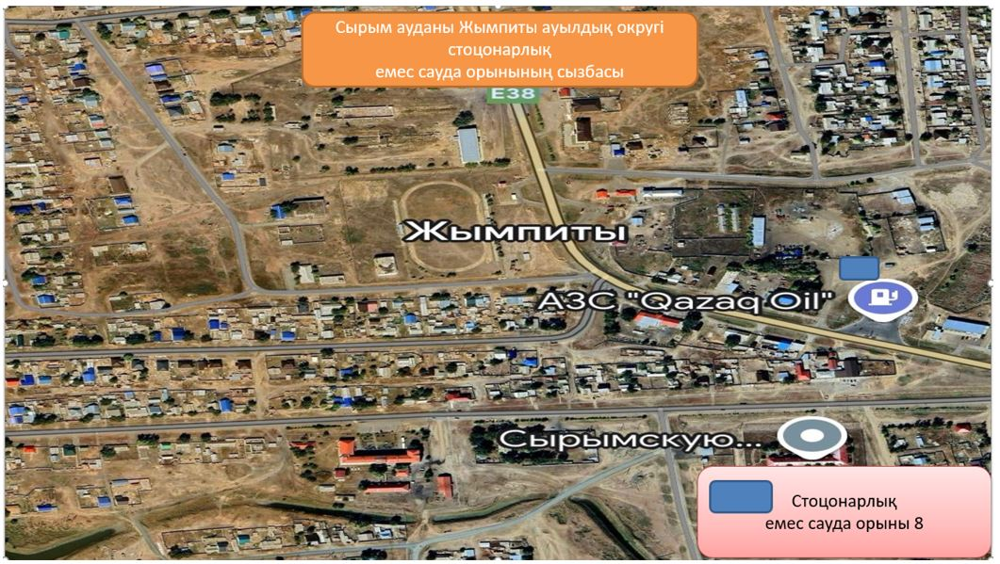 Сырым ауданы Жымпиты ауылдық округі
стоцонарлық
емес сауда орынының сызбасы
E38
Жымпиты
АЗС "Qazaq Oil"
Сырымскую...
Стоцонарлық
емес сауда орыны 8